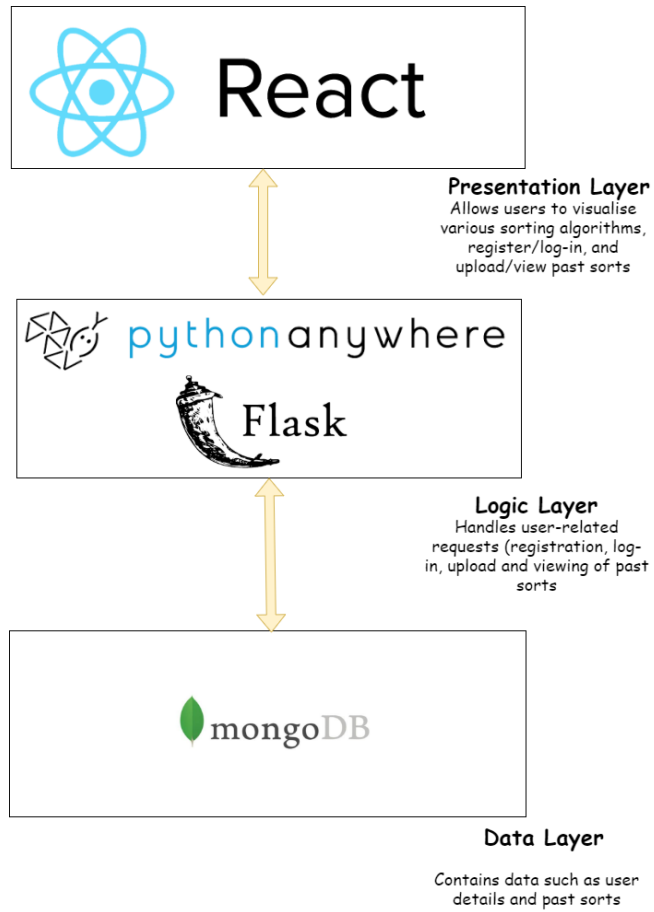 React
Presentation Layer
Allows users to visualise
various sorting algorithms,
register/log-in, and
upload/view past sorts
pythonanywhere
Flask
Logic Layer
Handles user-related
requests (registration, log-
in, upload and viewing of past
sorts
mongoDB
Data Layer
Contains data such as user
details and past sorts